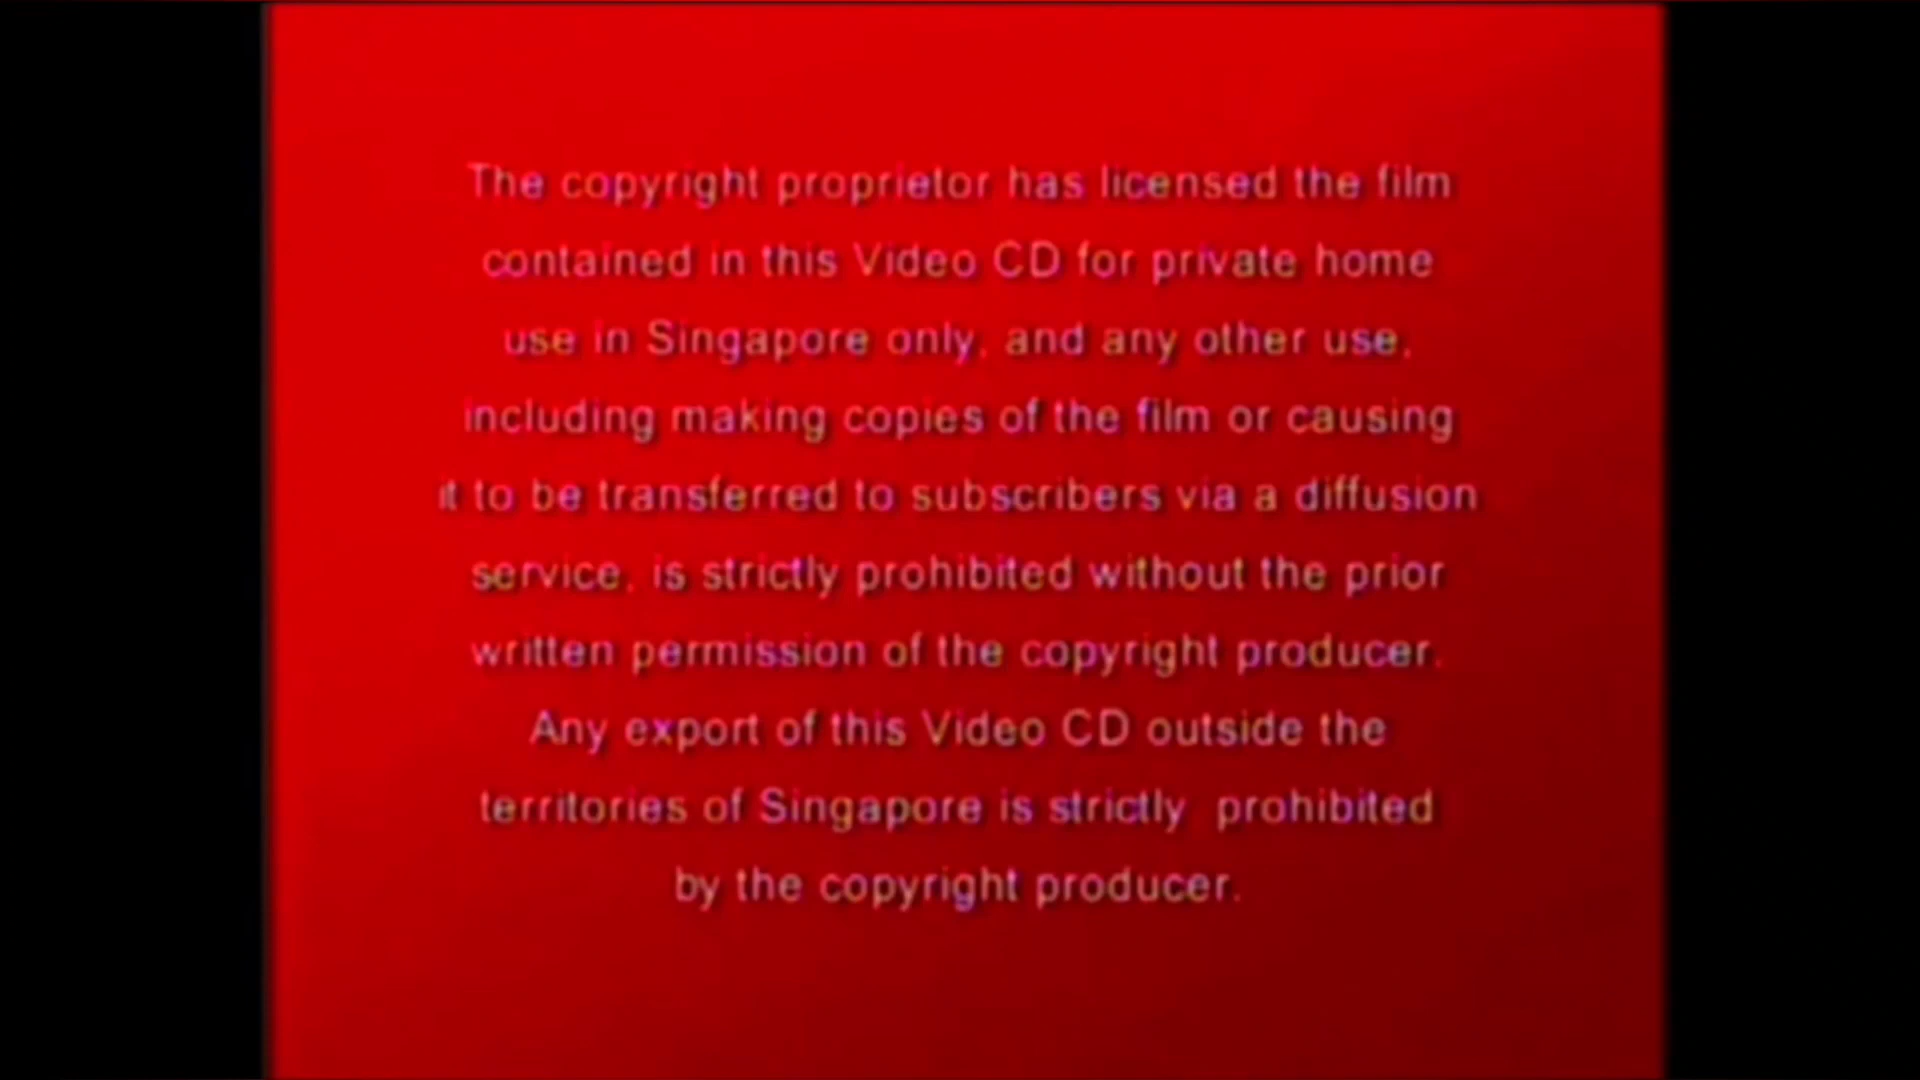 The copyright proprietor has licensed the film
contained in this Video CD for private home
use in Singapore only, and any other use,
including making copies of the film or causing
it to be transferred to subscribers via a diffusion
service, is strictly prohibited without the prior
written permission of the copyright producer.
Any export of this Video CD outside the
territories of Singapore is strictly prohibited
by the copyright producer.